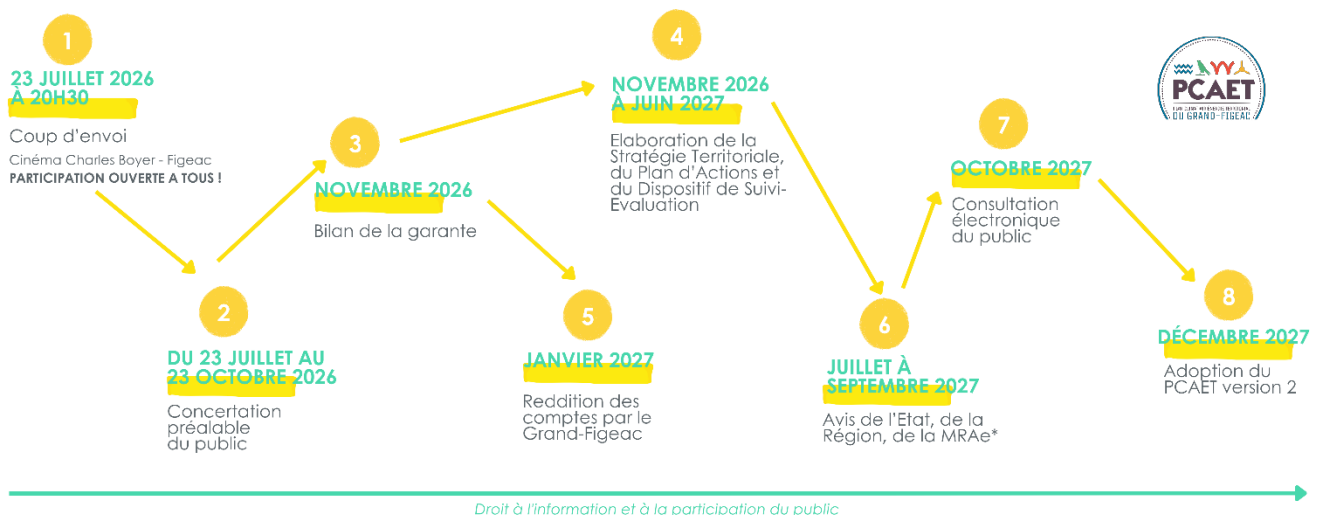 1
23 JUILLET 2026
À 20H30
Coup d'envoi
Cinéma Charles Boyer - Figeac
PARTICIPATION OUVERTE A TOUS !
2
DU 23 JUILLET AU
23 OCTOBRE 2026
Concertation
préalable
du public
3
NOVEMBRE 2026
Bilan de la garante
4
NOVEMBRE 2026
À JUIN 2027
Elaboration de la
Stratégie Territoriale,
du Plan d'Actions et
du Dispositif de Suivi-
Evaluation
5
JANVIER 2027
Reddition des
comptes par le
Grand-Figeac
6
JUILLET À
SEPTEMBRE 2027
Avis de l'Etat, de la
Région, de la MRAe*
7
OCTOBRE 2027
Consultation
électronique
du public
8
DÉCEMBRE 2027
Adoption du
PCAET version 2
PCAET
DU GRAND-FIGEAC
Droit à l'information et à la participation du public